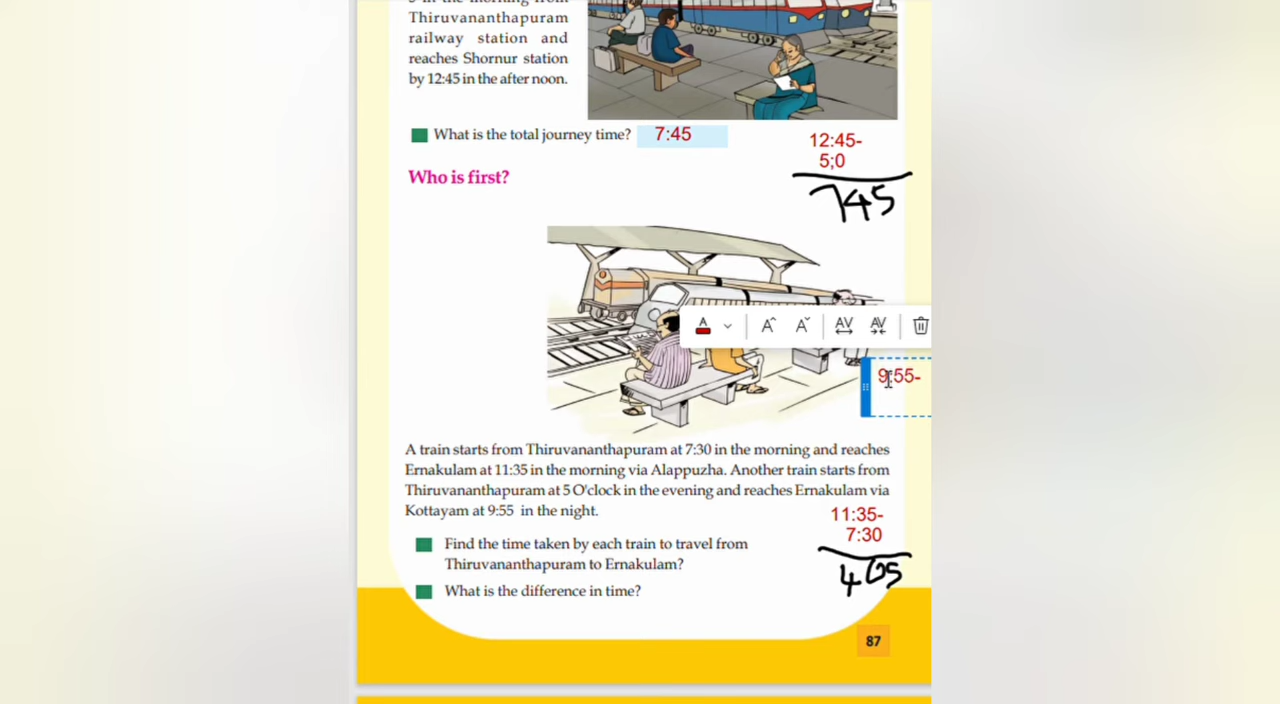 Thiruvananthapuram
railway station and
reaches Shornur station
by 12:45 in the after noon.
What is the total journey time? 7:45
12:45-
5;0
745
Who is first?
A
A^
Aˇ
AV
AV
9:55-
A train starts from Thiruvananthapuram at 7:30 in the morning and reaches
Ernakulam at 11:35 in the morning via Alappuzha. Another train starts from
Thiruvananthapuram at 5 O'clock in the evening and reaches Ernakulam via
Kottayam at 9:55 in the night.
11:35-
7:30
405
Find the time taken by each train to travel from
Thiruvananthapuram to Ernakulam?
What is the difference in time?
87